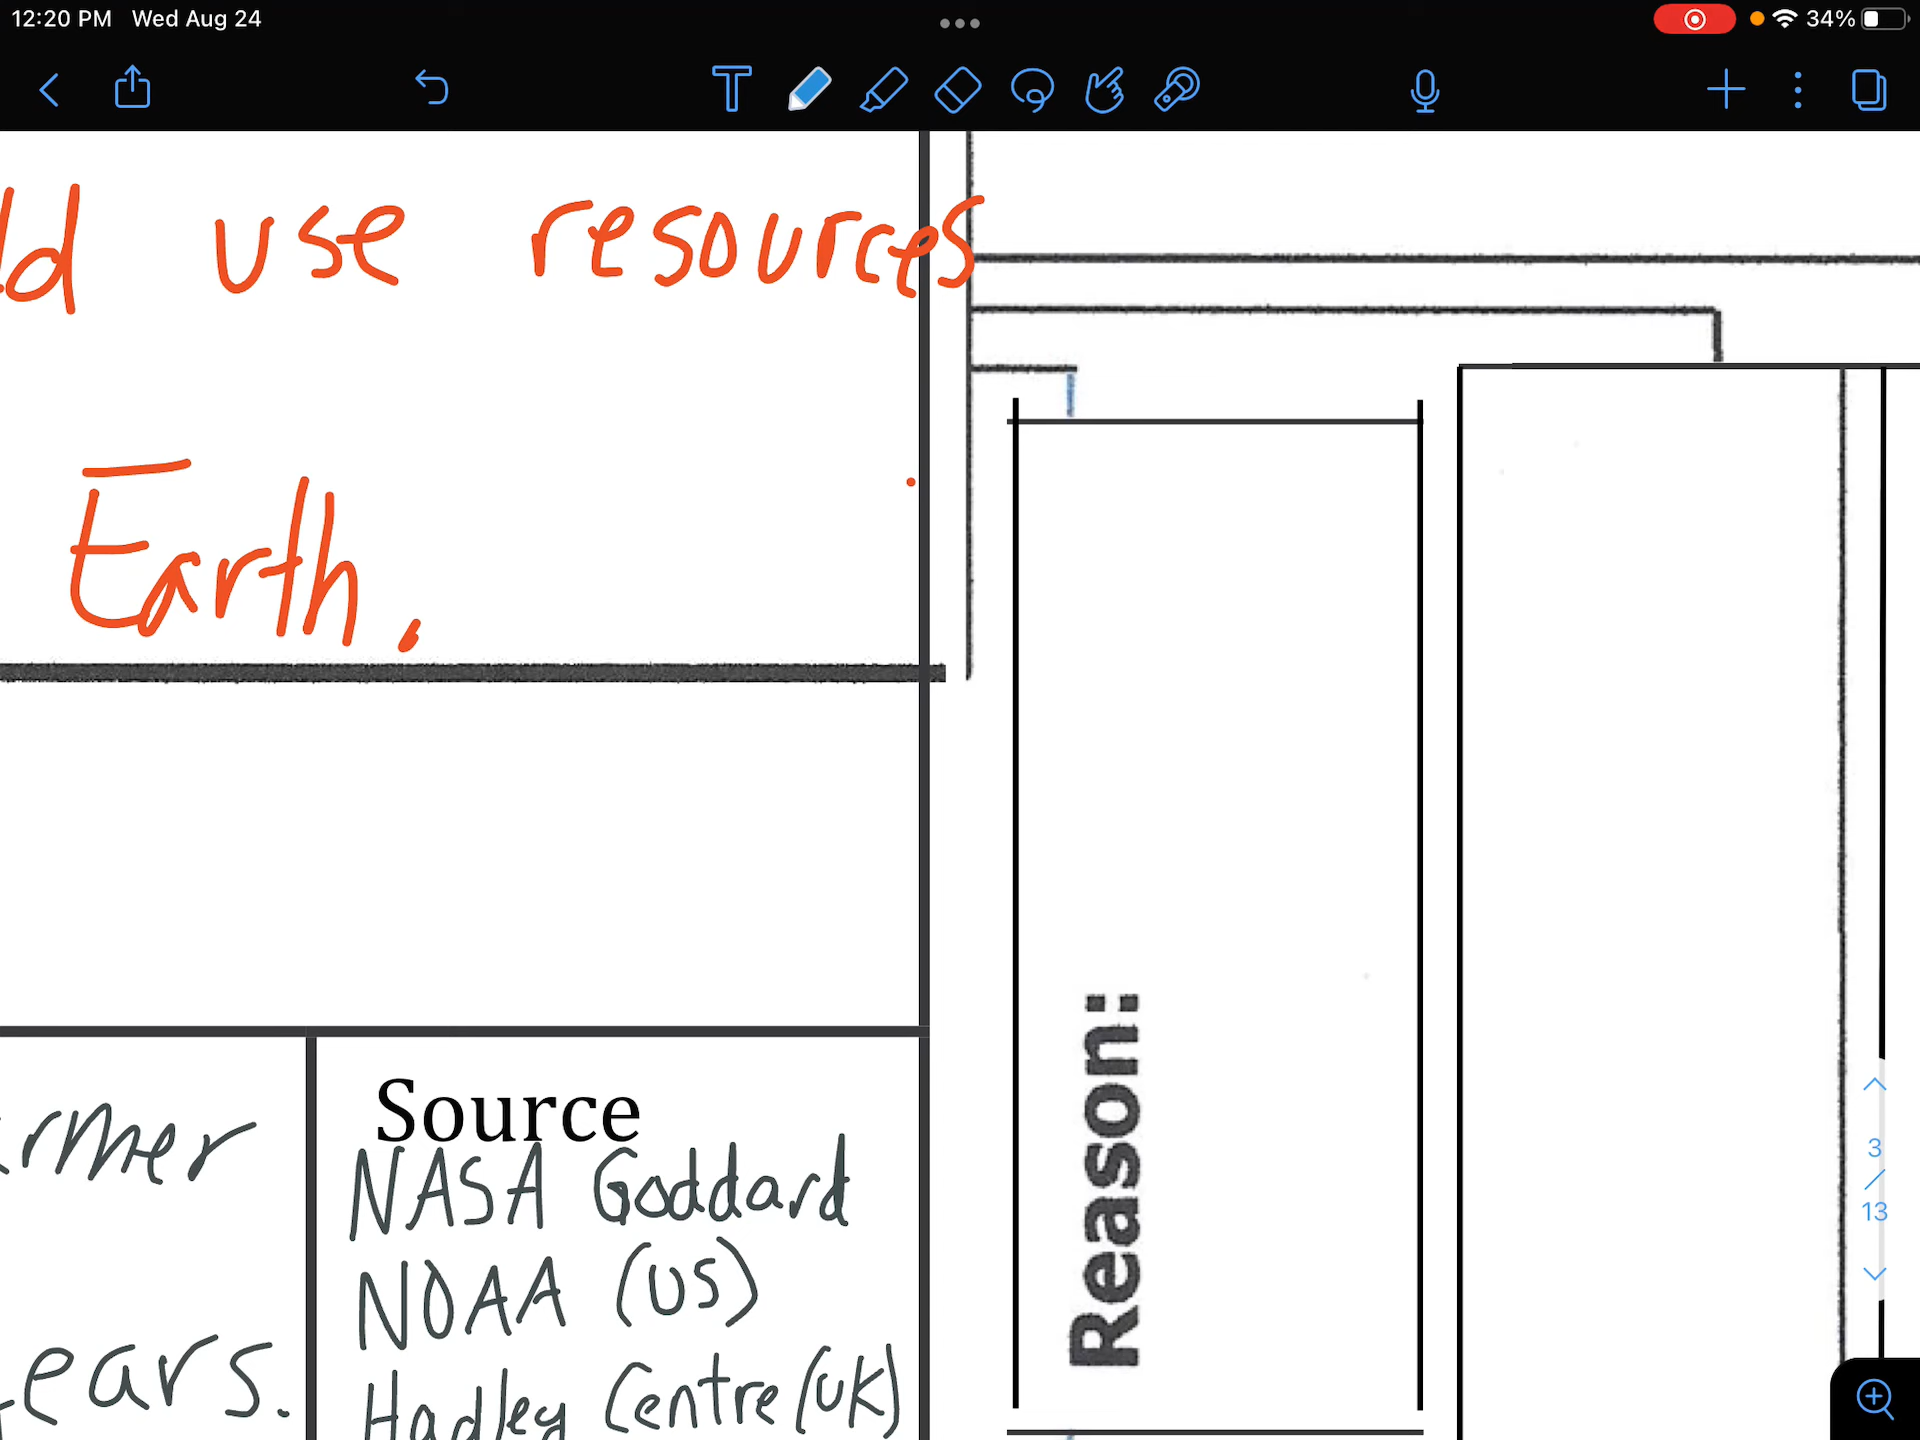 12:20 PM Wed Aug 24
34%
use resources
Earth.
Source
NASA Goddard
NOAA (US)
Hadley Centre (UK)
Reason:
3
/
13